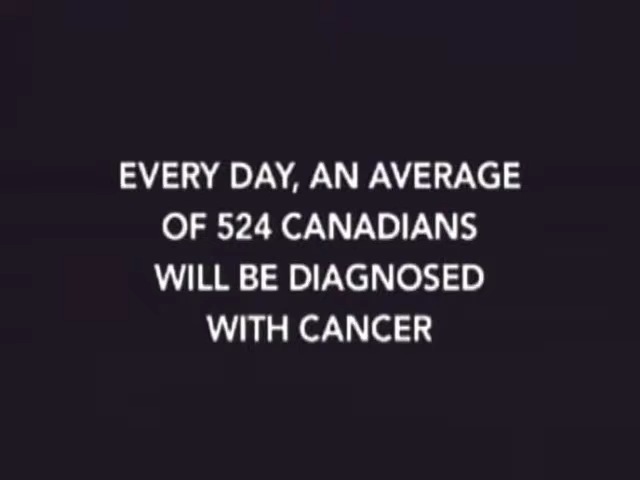 EVERY DAY, AN AVERAGE
OF 524 CANADIANS
WILL BE DIAGNOSED
WITH CANCER